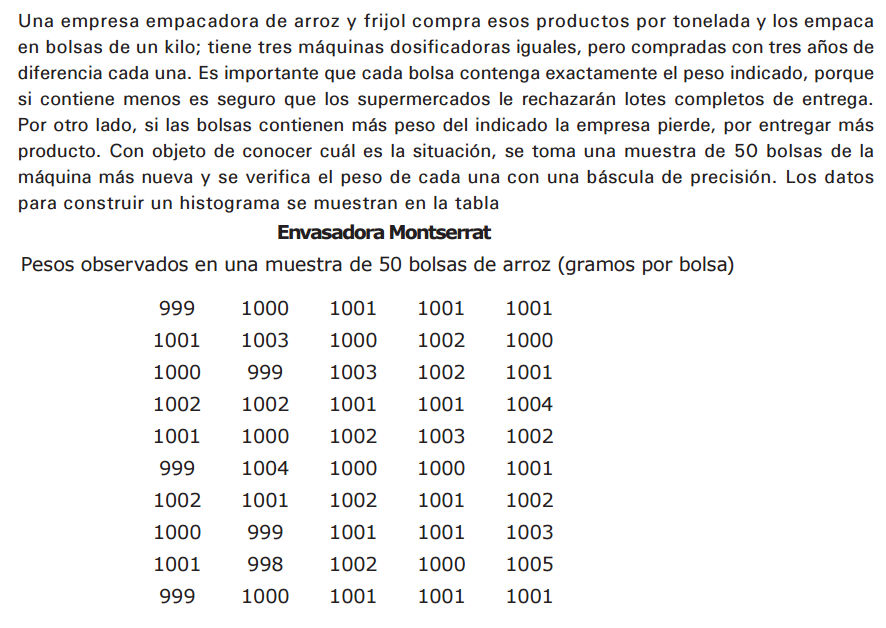 Una empresa empacadora de arroz y frijol compra esos productos por tonelada y los empaca
en bolsas de un kilo; tiene tres máquinas dosificadoras iguales, pero compradas con tres años de
diferencia cada una. Es importante que cada bolsa contenga exactamente el peso indicado, porque
si contiene menos es seguro que los supermercados le rechazarán lotes completos de entrega.
Por otro lado, si las bolsas contienen más peso del indicado la empresa pierde, por entregar más
producto. Con objeto de conocer cuál es la situación, se toma una muestra de 50 bolsas de la
máquina más nueva y se verifica el peso de cada una con una báscula de precisión. Los datos
para construir un histograma se muestran en la tabla
Envasadora Montserrat
Pesos observados en una muestra de 50 bolsas de arroz (gramos por bolsa)
999 1000 1001 1001 1001
1001 1003 1000 1002 1000
1000 999 1003 1002 1001
1002 1002 1001 1001 1004
1001 1000 1002 1003 1002
999 1004 1000 1000 1001
1002 1001 1002 1001 1002
1000 999 1001 1001 1003
1001 998 1002 1000 1005
999 1000 1001 1001 1001